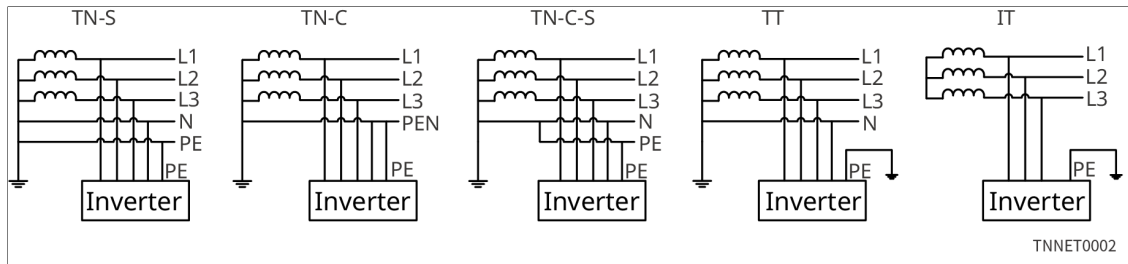 TN-S
L1
L2
L3
N
PE
PE
Inverter
TN-C
L1
L2
L3
PEN
PE
Inverter
TN-C-S
L1
L2
L3
N
PE
PE
Inverter
TT
L1
L2
L3
N
PE
Inverter
IT
L1
L2
L3
PE
Inverter
TNNET0002